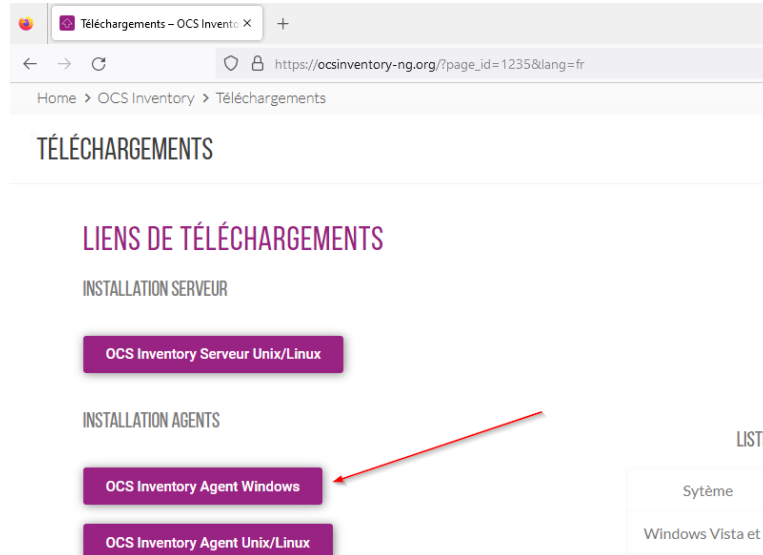 Téléchargements – OCS Invento
https://ocsinventory-ng.org/?page_id=1235&lang=fr
Home > OCS Inventory > Téléchargements
TÉLÉCHARGEMENTS
LIENS DE TÉLÉCHARGEMENTS
INSTALLATION SERVEUR
OCS Inventory Serveur Unix/Linux
INSTALLATION AGENTS
LIST
OCS Inventory Agent Windows
Sytème
OCS Inventory Agent Unix/Linux
Windows Vista et